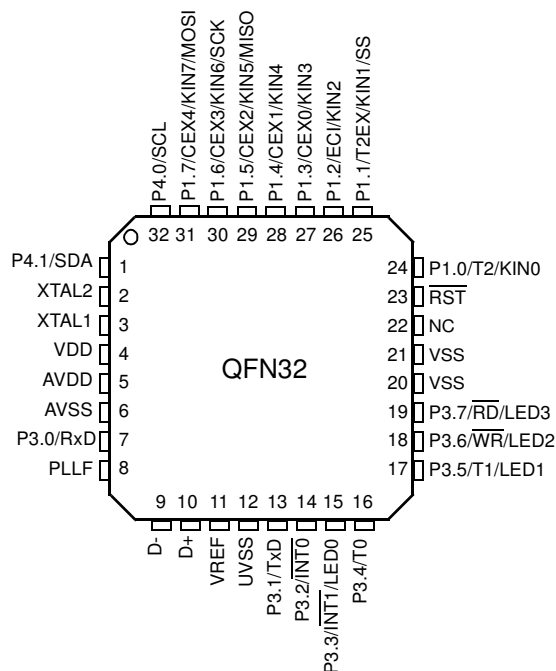 P4.0/SCL
P1.7/CEX4/KIN7/MOSI
P1.6/CEX3/KIN6/SCK
P1.5/CEX2/KIN5/MISO
P1.4/CEX1/KIN4
P1.3/CEX0/KIN3
P1.2/ECI/KIN2
P1.1/T2EX/KIN1/SS
32 31 30 29 28 27 26 25
P4.1/SDA 1
XTAL2 2
XTAL1 3
VDD 4
AVDD 5
AVSS 6
P3.0/RxD 7
PLLF 8
QFN32
24 P1.0/T2/KIN0
23 R̅S̅T̅
22 NC
21 VSS
20 VSS
19 P3.7/R̅D̅/LED3
18 P3.6/W̅R̅/LED2
17 P3.5/T1/LED1
9 10 11 12 13 14 15 16
D-
D+
VREF
UVSS
P3.1/TxD
P3.2/I̅N̅T̅0̅
P3.3/I̅N̅T̅1̅/LED0
P3.4/T0